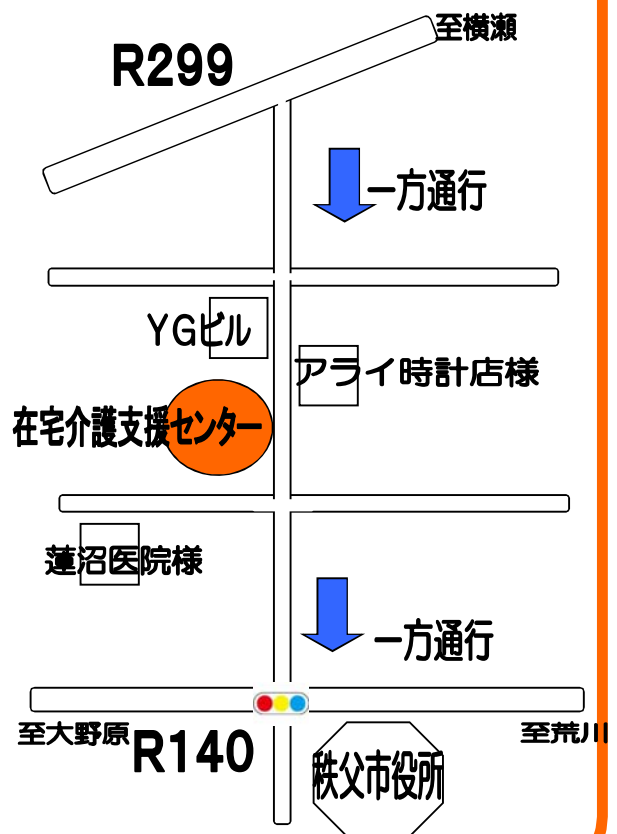 至横瀬
R299
一方通行
YGビル
アライ時計店様
在宅介護支援センター
蓮沼医院様
一方通行
至大野原
至荒川
R140
秩父市役所